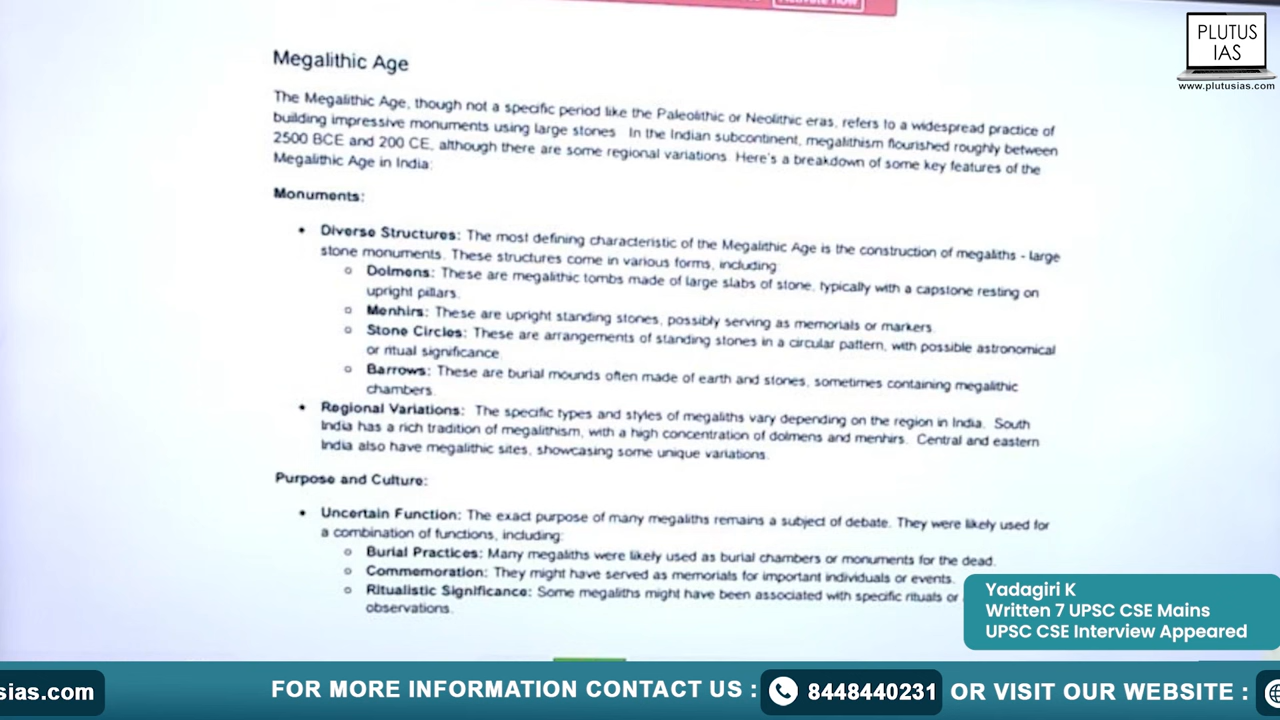 PLUTUS
IAS
www.plutusias.com
Megalithic Age
The Megalithic Age, though not a specific period like the Paleolithic or Neolithic eras, refers to a widespread practice of
building impressive monuments using large stones In the Indian subcontinent, megalithism flourished roughly between
2500 BCE and 200 CE, although there are some regional variations. Here's a breakdown of some key features of the
Megalithic Age in India:
Monuments:
• Diverse Structures: The most defining characteristic of the Megalithic Age is the construction of megaliths - large
stone monuments. These structures come in various forms, including:
o Dolmens: These are megalithic tombs made of large slabs of stone, typically with a capstone resting on
upright pillars.
o Menhirs: These are upright standing stones, possibly serving as memorials or markers.
o Stone Circles: These are arrangements of standing stones in a circular pattern, with possible astronomical
or ritual significance.
o Barrows: These are burial mounds often made of earth and stones, sometimes containing megalithic
chambers.
• Regional Variations: The specific types and styles of megaliths vary depending on the region in India. South
India has a rich tradition of megalithism, with a high concentration of dolmens and menhirs. Central and eastern
India also have megalithic sites, showcasing some unique variations.
Purpose and Culture:
• Uncertain Function: The exact purpose of many megaliths remains a subject of debate. They were likely used for
a combination of functions, including:
o Burial Practices: Many megaliths were likely used as burial chambers or monuments for the dead.
o Commemoration: They might have served as memorials for important individuals or events.
o Ritualistic Significance: Some megaliths might have been associated with specific rituals or
observations.
Yadagiri K
Written 7 UPSC CSE Mains
UPSC CSE Interview Appeared
sias.com FOR MORE INFORMATION CONTACT US : 8448440231 OR VISIT OUR WEBSITE :